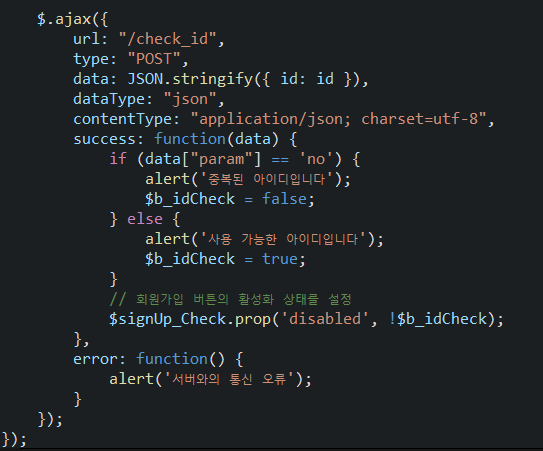 $.ajax({
url: "/check_id",
type: "POST",
data: JSON.stringify({ id: id }),
dataType: "json",
contentType: "application/json; charset=utf-8",
success: function(data) {
if (data["param"] == 'no') {
alert('중복된 아이디입니다');
$b_idCheck = false;
} else {
alert('사용 가능한 아이디입니다');
$b_idCheck = true;
}
// 회원가입 버튼의 활성화 상태를 설정
$signUp_Check.prop('disabled', !$b_idCheck);
},
error: function() {
alert('서버와의 통신 오류');
}
});
});